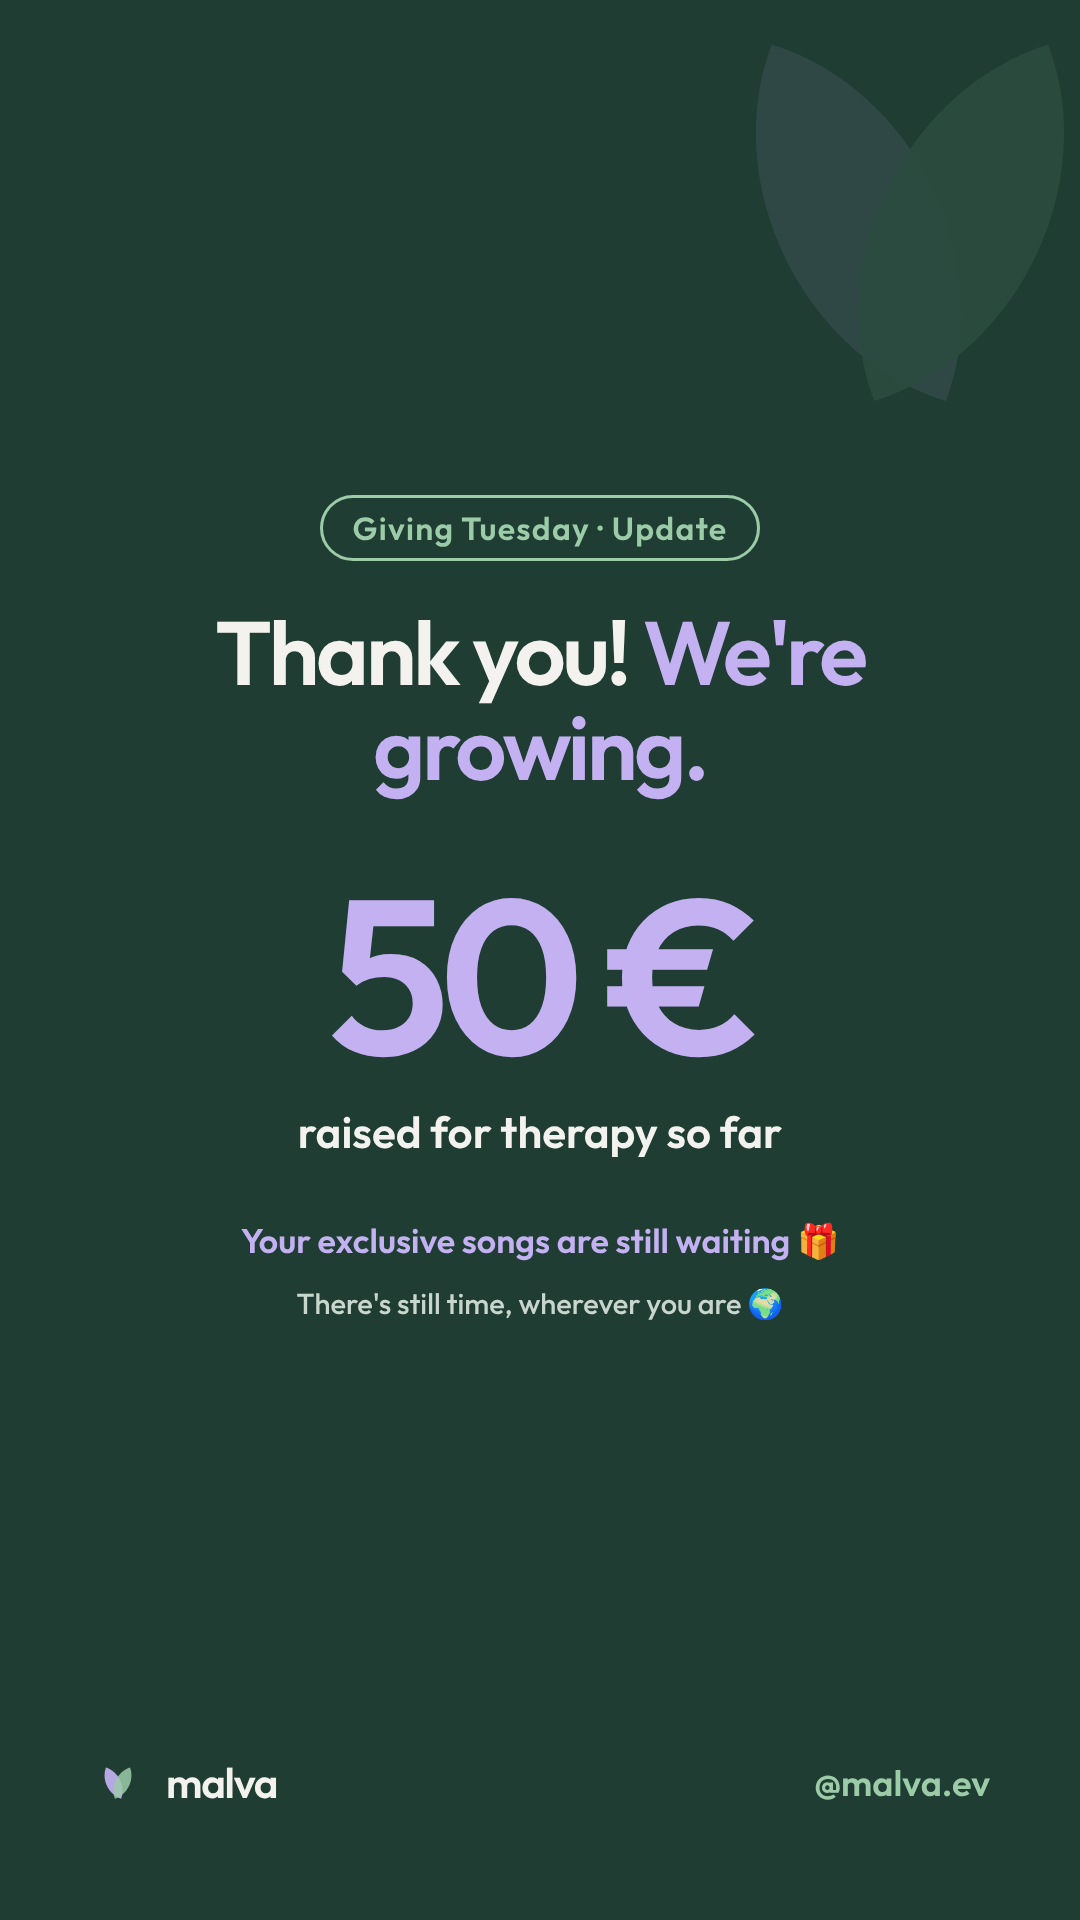 Giving Tuesday · Update
Thank you! We're
growing.
50 €
raised for therapy so far
Your exclusive songs are still waiting 🎁
There's still time, wherever you are 🌍
malva
@malva.ev